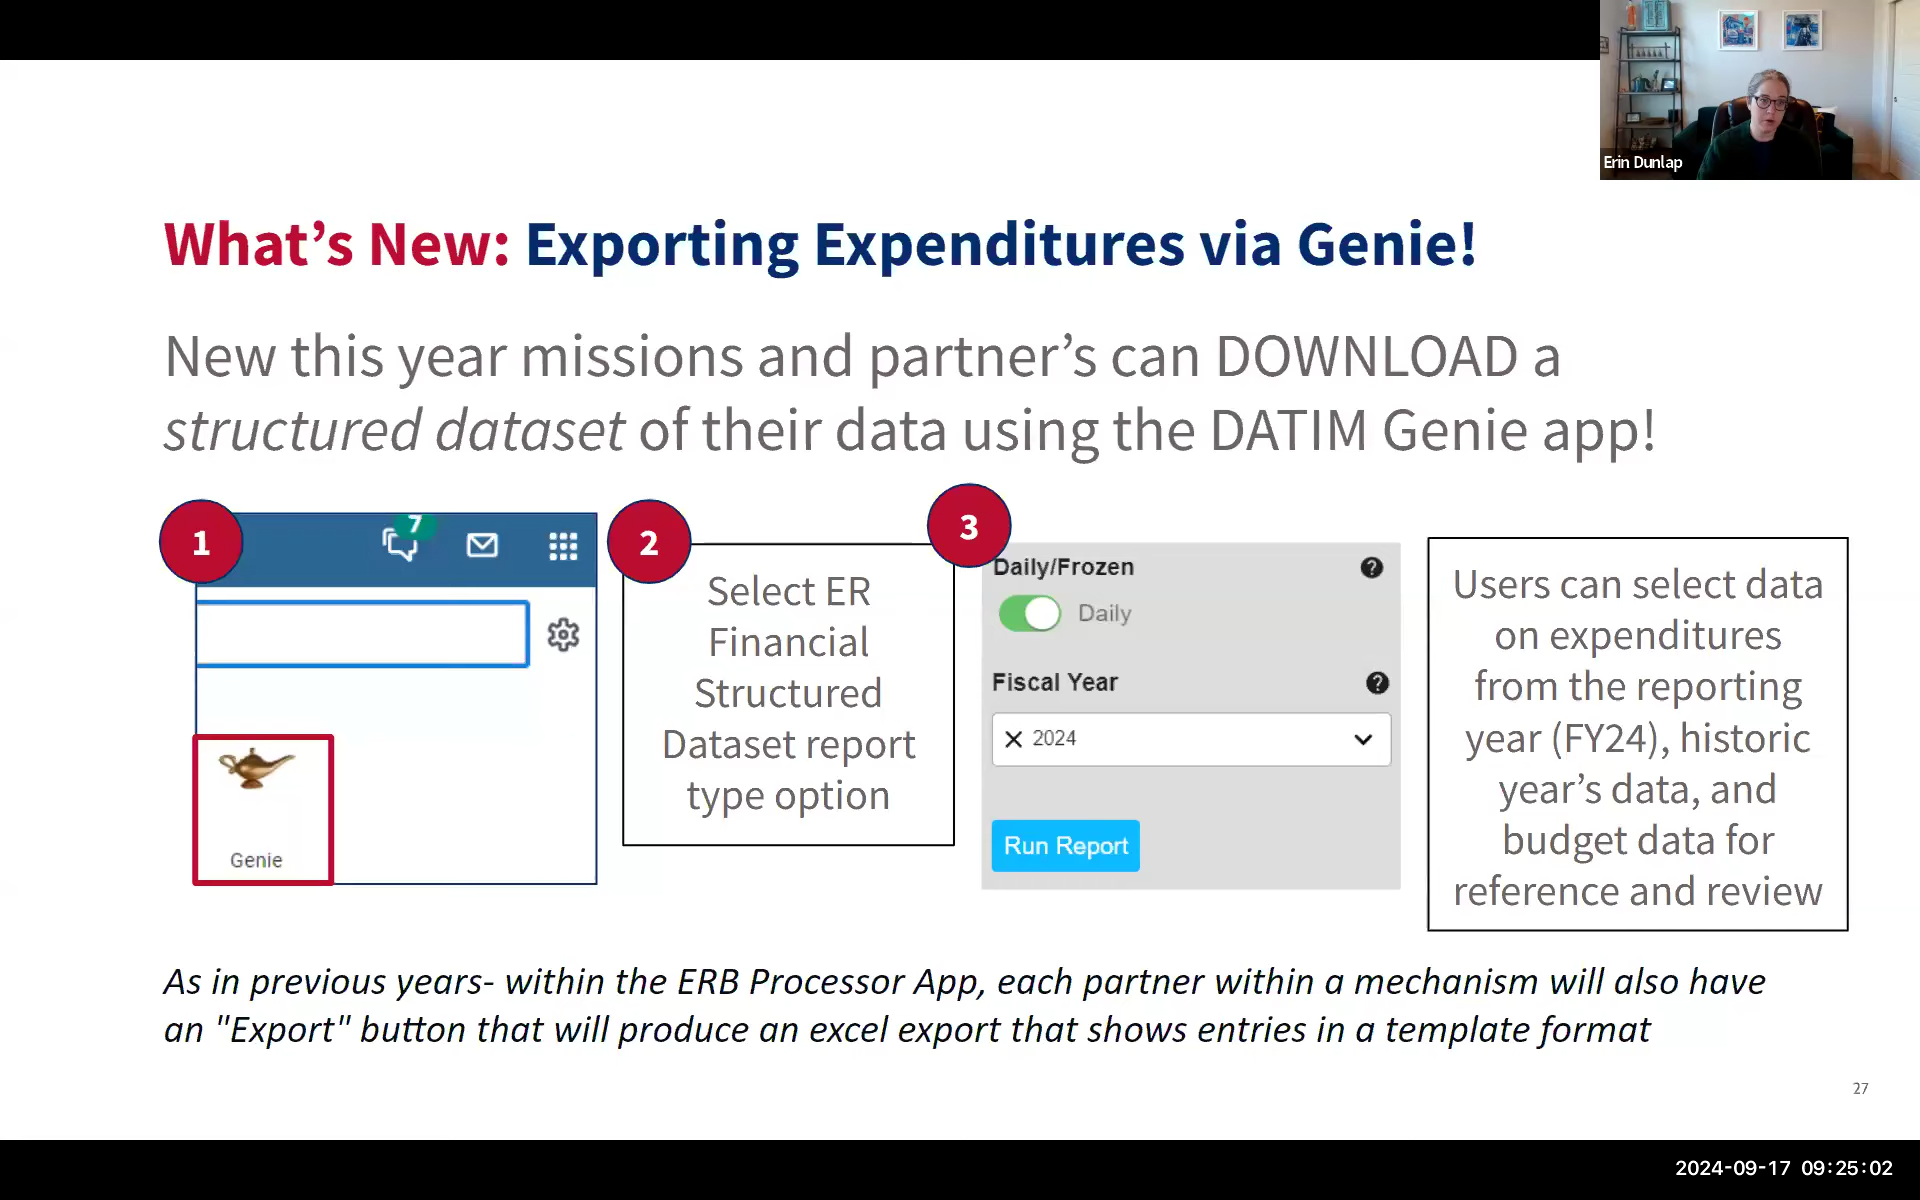 Erin Dunlap
What's New: Exporting Expenditures via Genie!
New this year missions and partner's can DOWNLOAD a
structured dataset of their data using the DATIM Genie app!
1
7
Genie
2
Select ER
Financial
Structured
Dataset report
type option
3
Daily/Frozen
Daily
Fiscal Year
2024
Run Report
Users can select data
on expenditures
from the reporting
year (FY24), historic
year's data, and
budget data for
reference and review
As in previous years- within the ERB Processor App, each partner within a mechanism will also have
an "Export" button that will produce an excel export that shows entries in a template format
27
2024-09-17 09:25:02